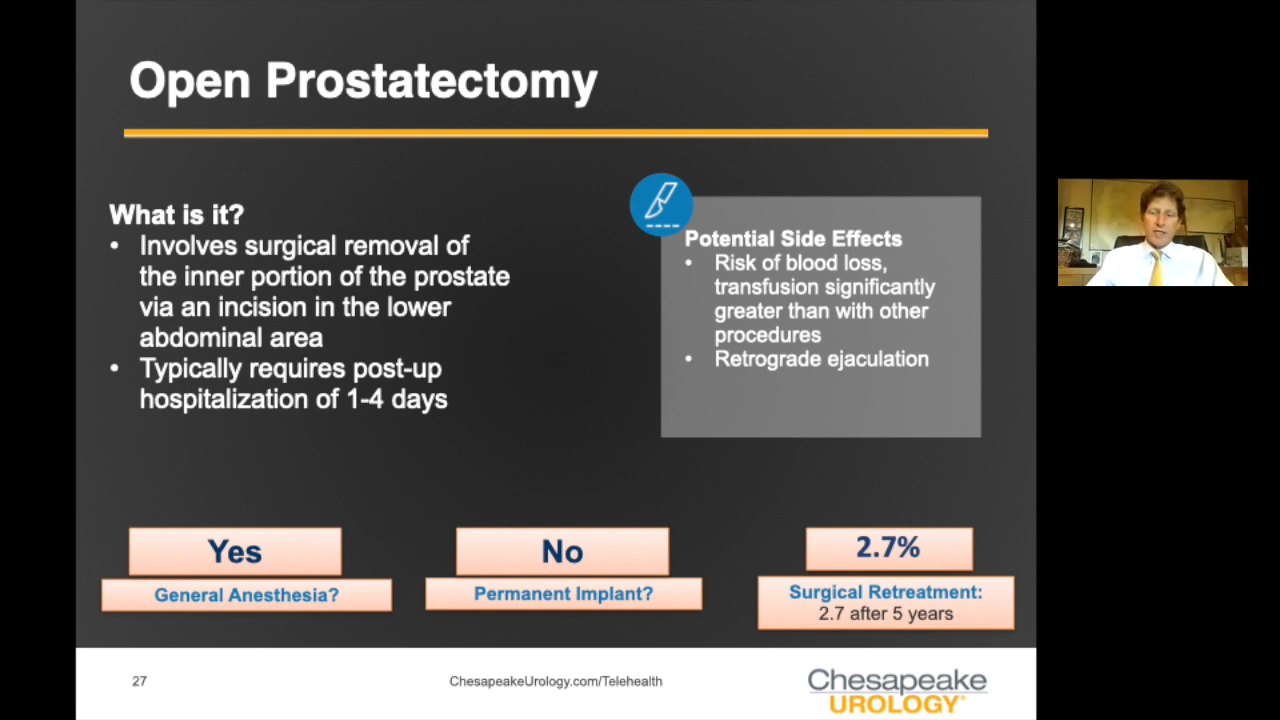 Open Prostatectomy
What is it?
• Involves surgical removal of
the inner portion of the prostate
via an incision in the lower
abdominal area
• Typically requires post-up
hospitalization of 1-4 days
Potential Side Effects
• Risk of blood loss,
transfusion significantly
greater than with other
procedures
• Retrograde ejaculation
Yes
General Anesthesia?
No
Permanent Implant?
2.7%
Surgical Retreatment:
2.7 after 5 years
27
ChesapeakeUrology.com/Telehealth
Chesapeake
UROLOGY®